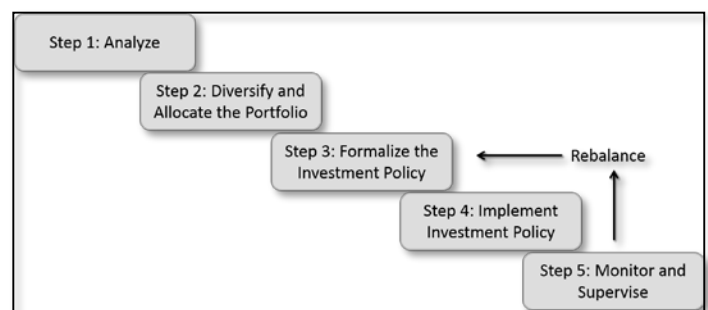 Step 1: Analyze
Step 2: Diversify and
Allocate the Portfolio
Step 3: Formalize the
Investment Policy
Rebalance
Step 4: Implement
Investment Policy
Step 5: Monitor and
Supervise